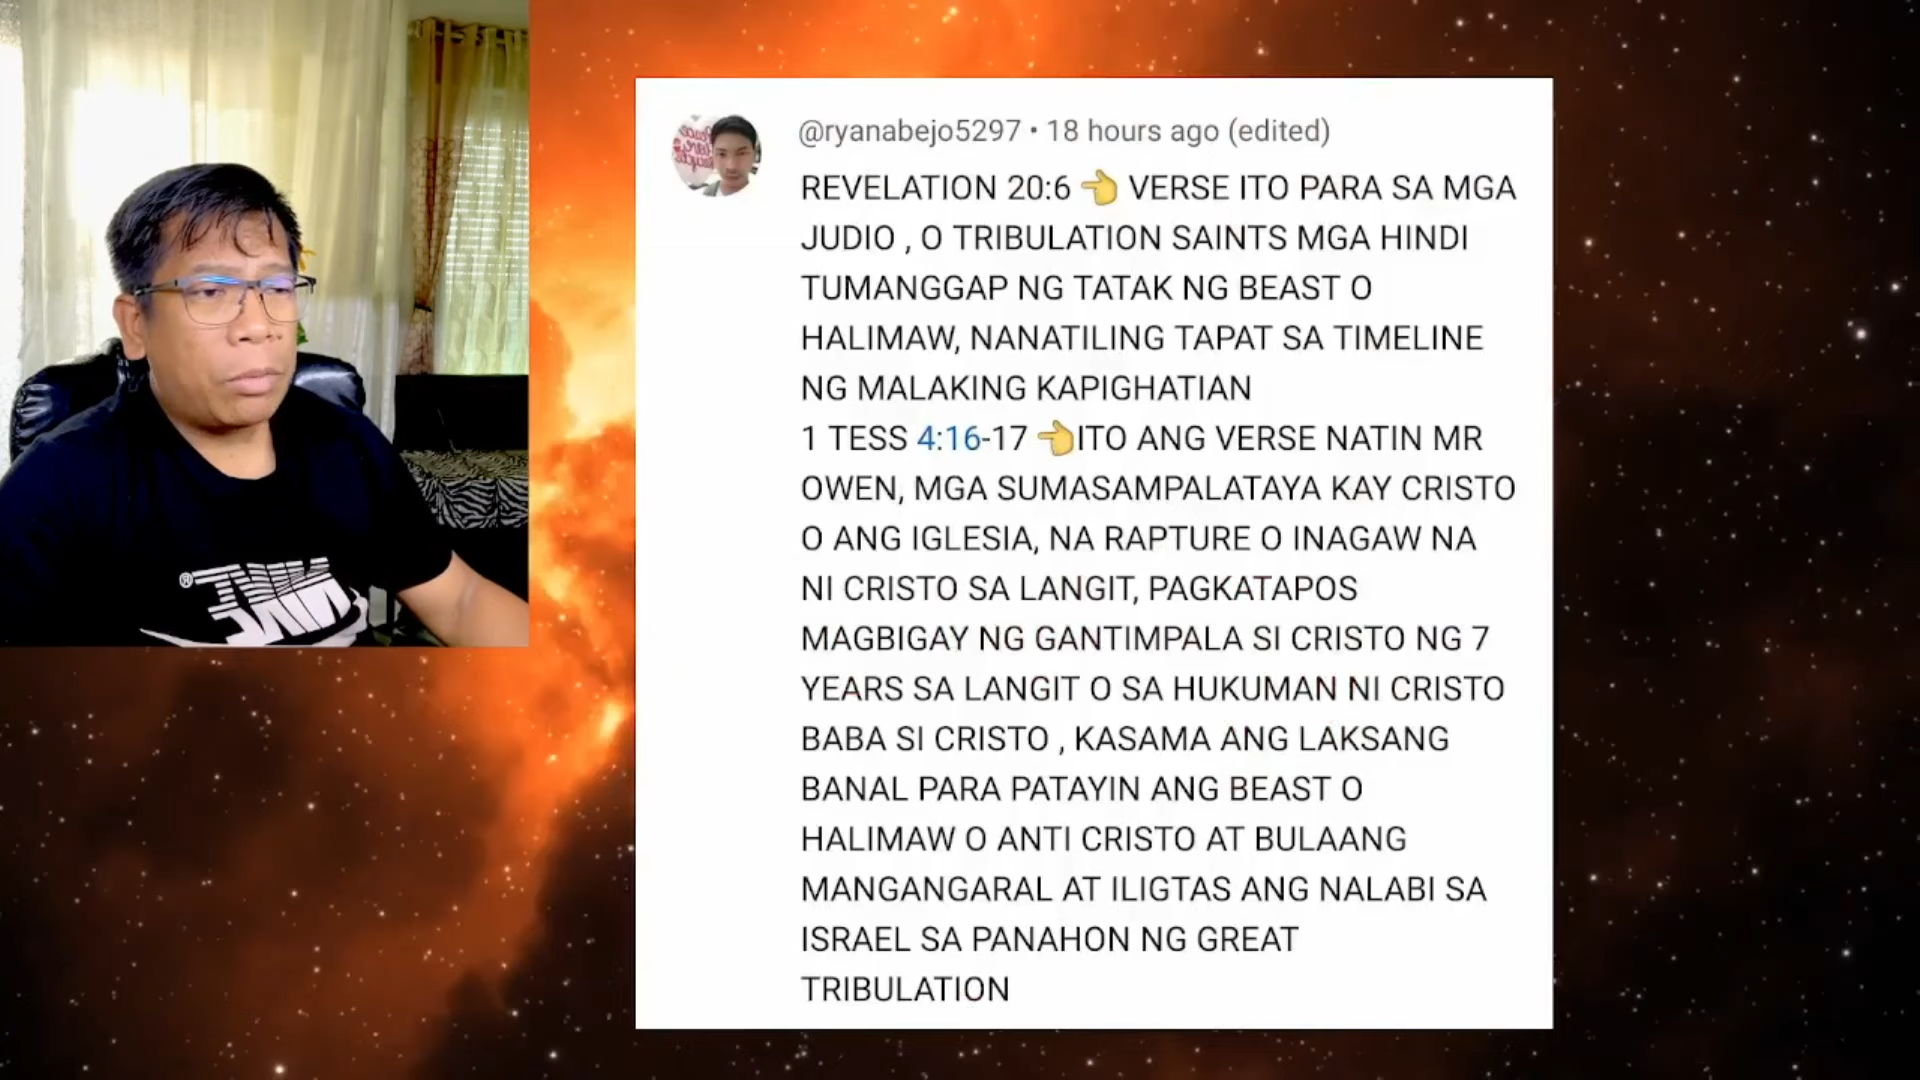 @ryanabejo5297 • 18 hours ago (edited)
REVELATION 20:6 👈 VERSE ITO PARA SA MGA
JUDIO , O TRIBULATION SAINTS MGA HINDI
TUMANGGAP NG TATAK NG BEAST O
HALIMAW, NANATILING TAPAT SA TIMELINE
NG MALAKING KAPIGHATIAN
1 TESS 4:16-17 👈ITO ANG VERSE NATIN MR
OWEN, MGA SUMASAMPALATAYA KAY CRISTO
O ANG IGLESIA, NA RAPTURE O INAGAW NA
NI CRISTO SA LANGIT, PAGKATAPOS
MAGBIGAY NG GANTIMPALA SI CRISTO NG 7
YEARS SA LANGIT O SA HUKUMAN NI CRISTO
BABA SI CRISTO , KASAMA ANG LAKSANG
BANAL PARA PATAYIN ANG BEAST O
HALIMAW O ANTI CRISTO AT BULAANG
MANGANGARAL AT ILIGTAS ANG NALABI SA
ISRAEL SA PANAHON NG GREAT
TRIBULATION